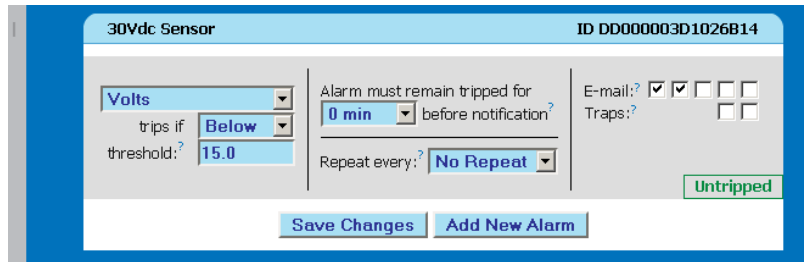 30Vdc Sensor ID DD000003D1026B14
Volts
trips if Below
threshold:? 15.0
Alarm must remain tripped for
0 min before notification?
Repeat every:? No Repeat
E-mail:?
Traps:?
Untripped
Save Changes Add New Alarm